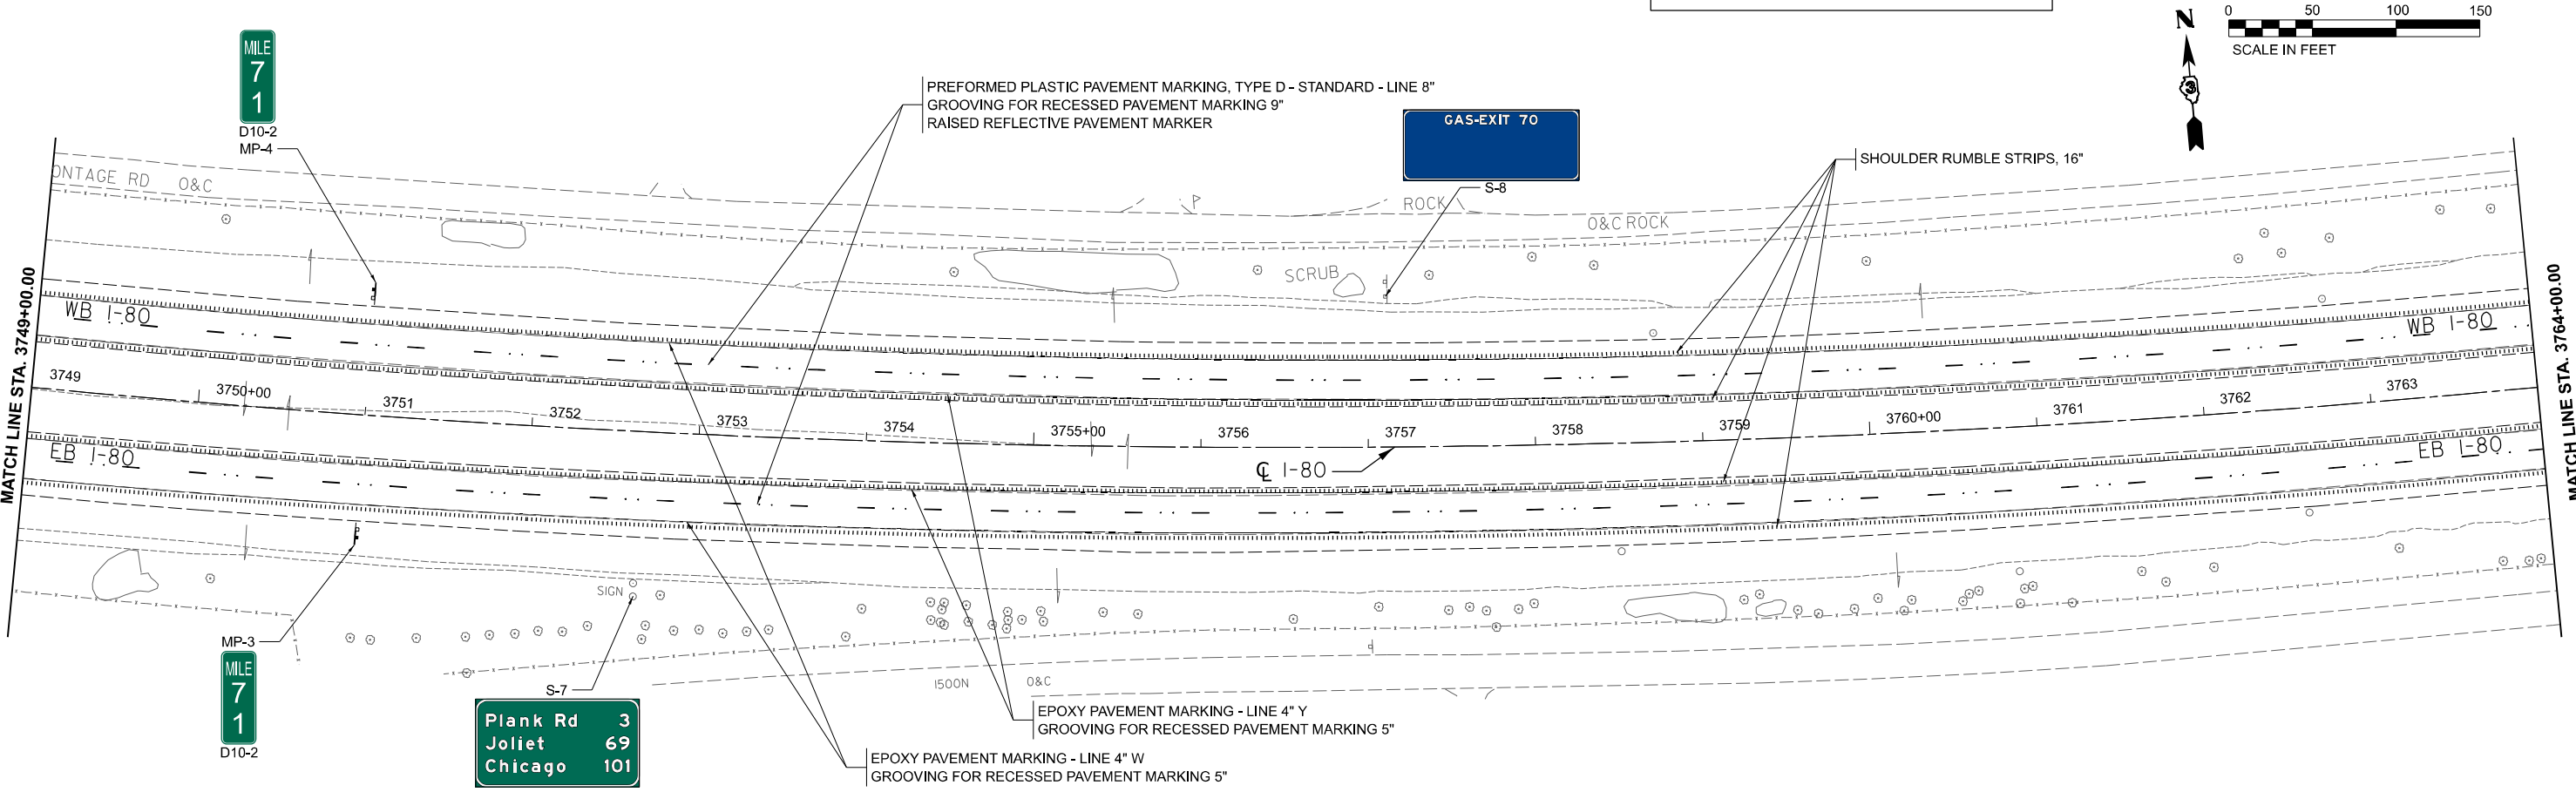 0 50 100 150
SCALE IN FEET
N
3
MILE
7
1
D10-2
MP-4
PREFORMED PLASTIC PAVEMENT MARKING, TYPE D - STANDARD - LINE 8"
GROOVING FOR RECESSED PAVEMENT MARKING 9"
RAISED REFLECTIVE PAVEMENT MARKER
GAS-EXIT 70
S-8
SHOULDER RUMBLE STRIPS, 16"
ONTAGE RD O&C
P
ROCK
O&C ROCK
SCRUB
MATCH LINE STA. 3749+00.00
MATCH LINE STA. 3764+00.00
WB I-80
WB I-80
3749
3750+00
3751
3752
3753
3754
3755+00
3756
3757
3758
3759
3760+00
3761
3762
3763
EB I-80
EB I-80
℄ I-80
SIGN
MP-3
MILE
7
1
D10-2
S-7
Plank Rd 3
Joliet 69
Chicago 101
1500N O&C
EPOXY PAVEMENT MARKING - LINE 4" Y
GROOVING FOR RECESSED PAVEMENT MARKING 5"
EPOXY PAVEMENT MARKING - LINE 4" W
GROOVING FOR RECESSED PAVEMENT MARKING 5"